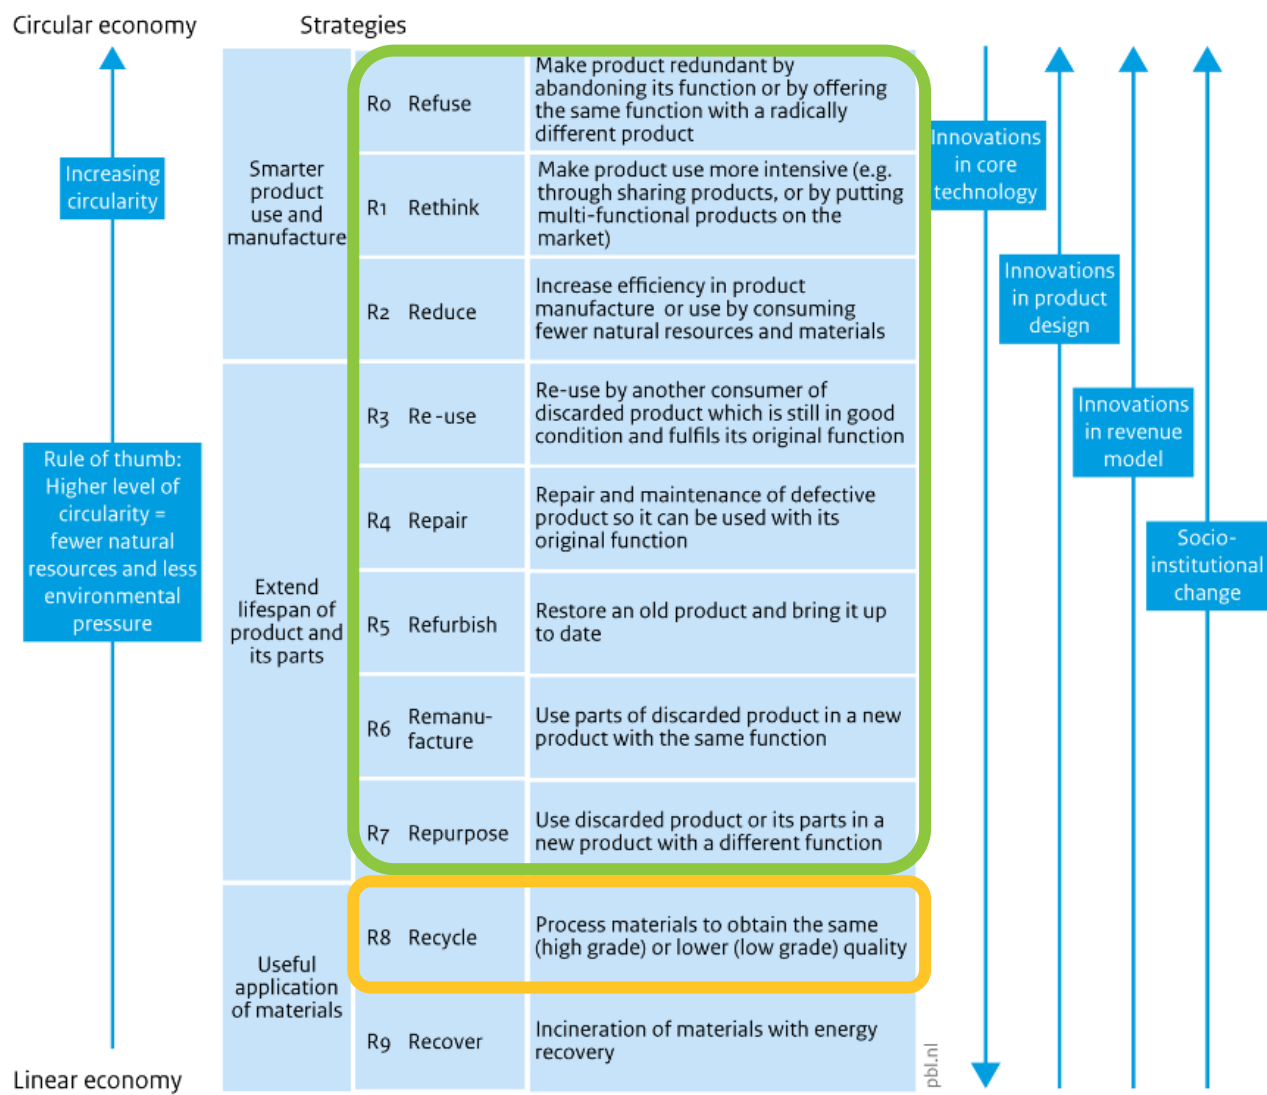 Circular economy
Strategies
Increasing
circularity
Rule of thumb:
Higher level of
circularity =
fewer natural
resources and less
environmental
pressure
Linear economy
Smarter
product
use and
manufacture
R0 Refuse
Make product redundant by
abandoning its function or by offering
the same function with a radically
different product
R1 Rethink
Make product use more intensive (e.g.
through sharing products, or by putting
multi-functional products on the
market)
R2 Reduce
Increase efficiency in product
manufacture or use by consuming
fewer natural resources and materials
Extend
lifespan of
product and
its parts
R3 Re-use
Re-use by another consumer of
discarded product which is still in good
condition and fulfils its original function
R4 Repair
Repair and maintenance of defective
product so it can be used with its
original function
R5 Refurbish
Restore an old product and bring it up
to date
R6 Remanu-
facture
Use parts of discarded product in a new
product with the same function
R7 Repurpose
Use discarded product or its parts in a
new product with a different function
Useful
application
of materials
R8 Recycle
Process materials to obtain the same
(high grade) or lower (low grade) quality
R9 Recover
Incineration of materials with energy
recovery
pbl.nl
Innovations
in core
technology
Innovations
in product
design
Innovations
in revenue
model
Socio-
institutional
change